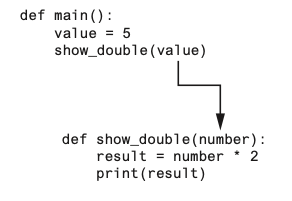 def main():
    value = 5
    show_double(value)
def show_double(number):
    result = number * 2
    print(result)